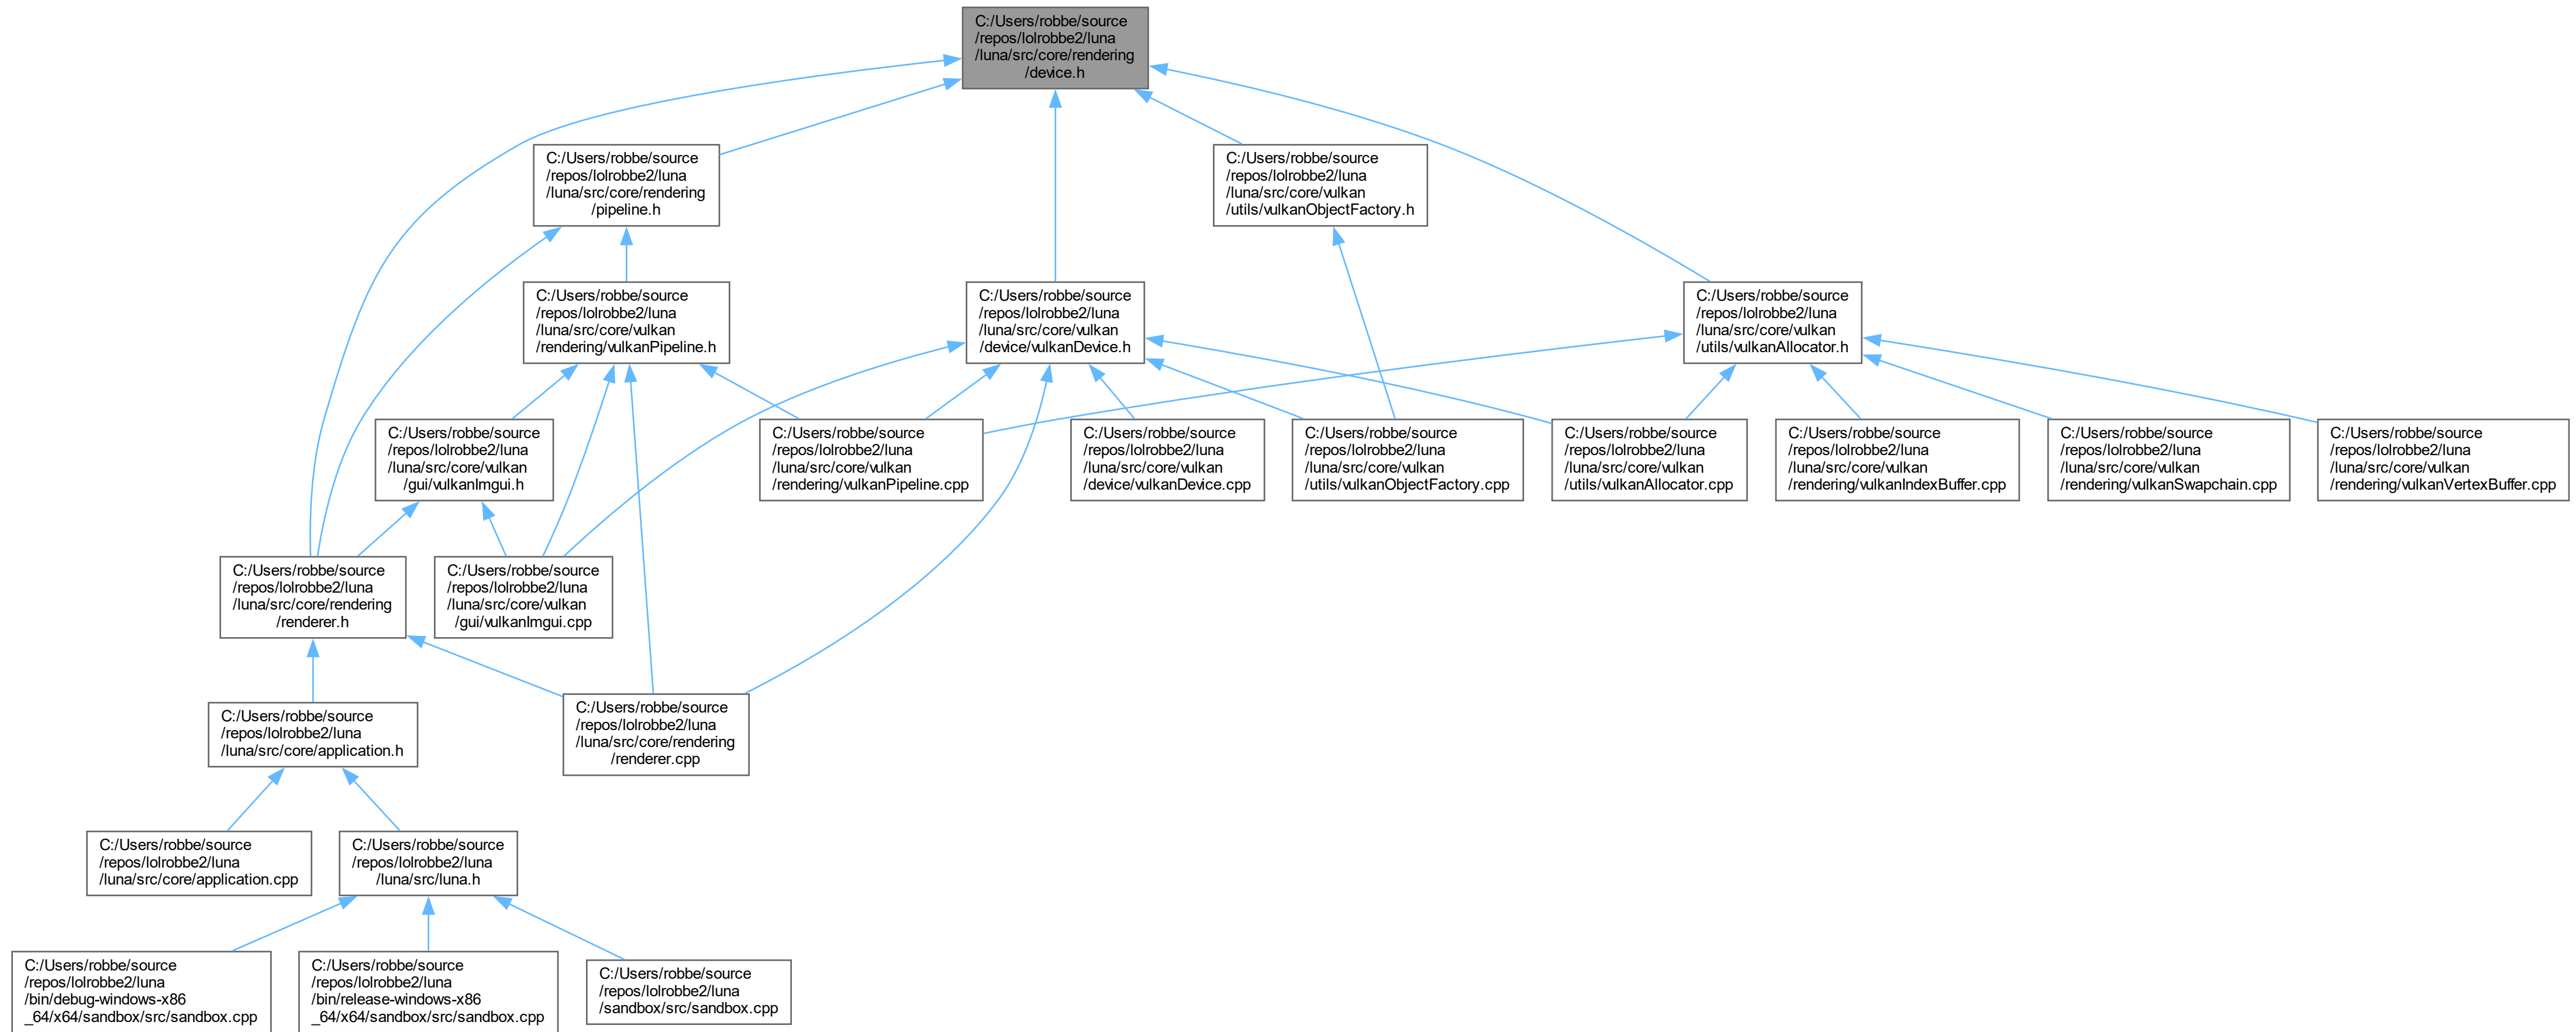 C:/Users/robbe/source
/repos/lolrobbe2/luna
/luna/src/core/rendering
/device.h
C:/Users/robbe/source
/repos/lolrobbe2/luna
/luna/src/core/rendering
/pipeline.h
C:/Users/robbe/source
/repos/lolrobbe2/luna
/luna/src/core/vulkan
/utils/vulkanObjectFactory.h
C:/Users/robbe/source
/repos/lolrobbe2/luna
/luna/src/core/vulkan
/rendering/vulkanPipeline.h
C:/Users/robbe/source
/repos/lolrobbe2/luna
/luna/src/core/vulkan
/device/vulkanDevice.h
C:/Users/robbe/source
/repos/lolrobbe2/luna
/luna/src/core/vulkan
/utils/vulkanAllocator.h
C:/Users/robbe/source
/repos/lolrobbe2/luna
/luna/src/core/vulkan
/gui/vulkanImgui.h
C:/Users/robbe/source
/repos/lolrobbe2/luna
/luna/src/core/vulkan
/rendering/vulkanPipeline.cpp
C:/Users/robbe/source
/repos/lolrobbe2/luna
/luna/src/core/vulkan
/device/vulkanDevice.cpp
C:/Users/robbe/source
/repos/lolrobbe2/luna
/luna/src/core/vulkan
/utils/vulkanObjectFactory.cpp
C:/Users/robbe/source
/repos/lolrobbe2/luna
/luna/src/core/vulkan
/utils/vulkanAllocator.cpp
C:/Users/robbe/source
/repos/lolrobbe2/luna
/luna/src/core/vulkan
/rendering/vulkanIndexBuffer.cpp
C:/Users/robbe/source
/repos/lolrobbe2/luna
/luna/src/core/vulkan
/rendering/vulkanSwapchain.cpp
C:/Users/robbe/source
/repos/lolrobbe2/luna
/luna/src/core/vulkan
/rendering/vulkanVertexBuffer.cpp
C:/Users/robbe/source
/repos/lolrobbe2/luna
/luna/src/core/rendering
/renderer.h
C:/Users/robbe/source
/repos/lolrobbe2/luna
/luna/src/core/vulkan
/gui/vulkanImgui.cpp
C:/Users/robbe/source
/repos/lolrobbe2/luna
/luna/src/core/application.h
C:/Users/robbe/source
/repos/lolrobbe2/luna
/luna/src/core/rendering
/renderer.cpp
C:/Users/robbe/source
/repos/lolrobbe2/luna
/luna/src/core/application.cpp
C:/Users/robbe/source
/repos/lolrobbe2/luna
/luna/src/luna.h
C:/Users/robbe/source
/repos/lolrobbe2/luna
/bin/debug-windows-x86
_64/x64/sandbox/src/sandbox.cpp
C:/Users/robbe/source
/repos/lolrobbe2/luna
/bin/release-windows-x86
_64/x64/sandbox/src/sandbox.cpp
C:/Users/robbe/source
/repos/lolrobbe2/luna
/sandbox/src/sandbox.cpp